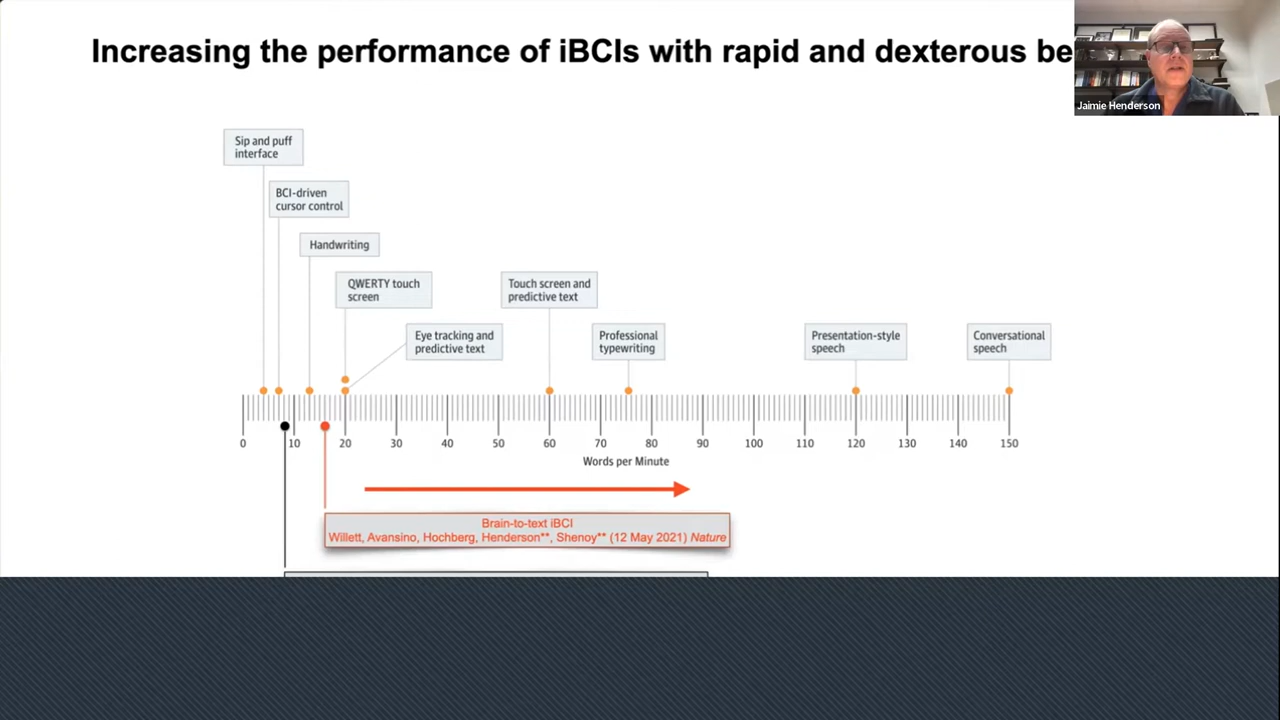 Increasing the performance of iBCIs with rapid and dexterous be
Jaimie Henderson
Sip and puff
interface
BCI-driven
cursor control
Handwriting
QWERTY touch
screen
Eye tracking and
predictive text
Touch screen and
predictive text
Professional
typewriting
Presentation-style
speech
Conversational
speech
0 10 20 30 40 50 60 70 80 90 100 110 120 130 140 150
Words per Minute
Brain-to-text iBCI
Willett, Avansino, Hochberg, Henderson**, Shenoy** (12 May 2021) Nature